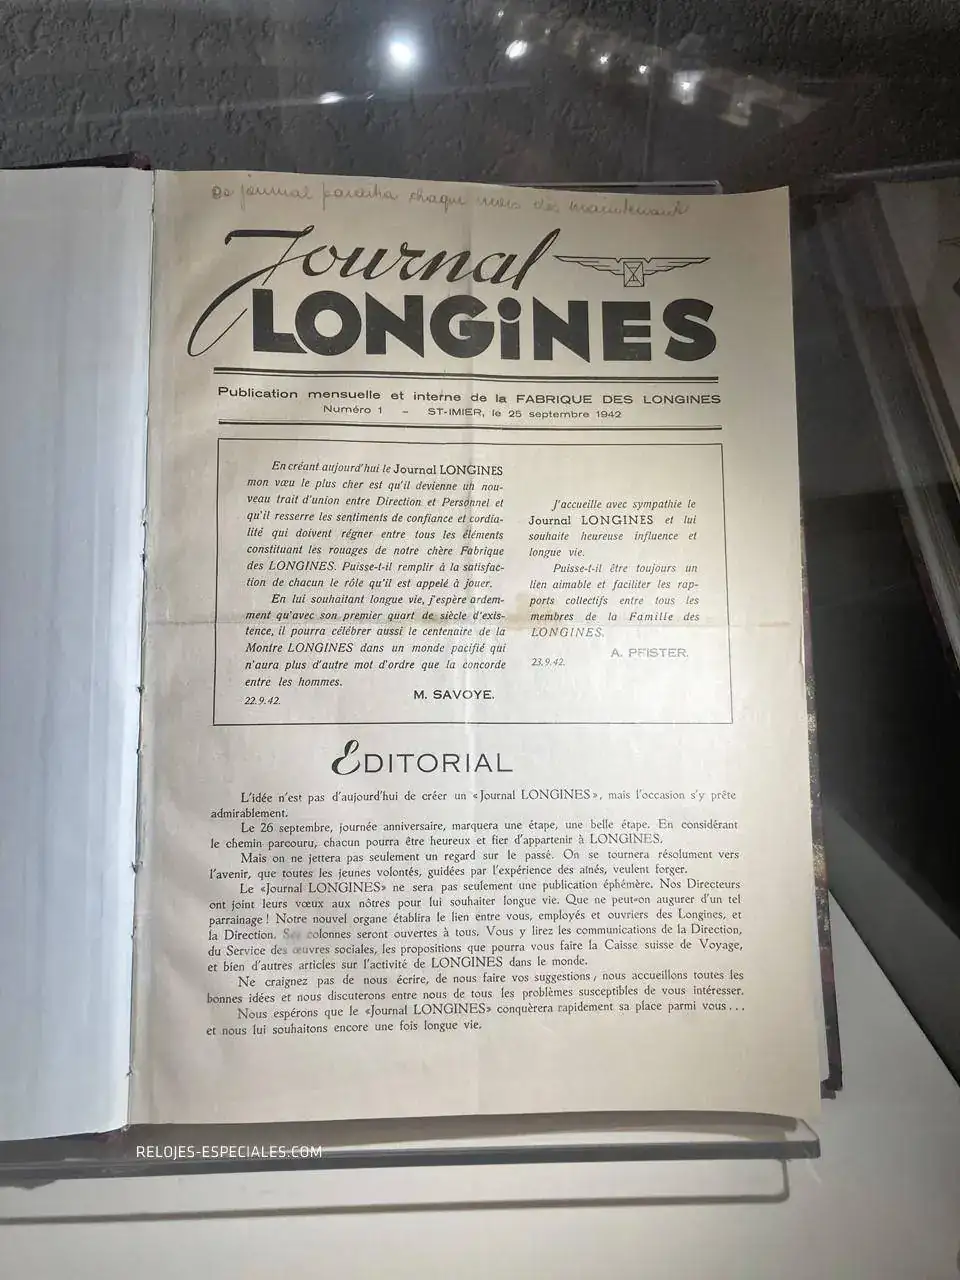 Ce journal paraîtra chaque mois dès maintenant
Journal
LONGiNES
Publication mensuelle et interne de la FABRIQUE DES LONGINES
Numéro 1 – ST-IMIER, le 25 septembre 1942
En créant aujourd'hui le Journal LONGINES
mon vœu le plus cher est qu'il devienne un nou-
veau trait d'union entre Direction et Personnel et
qu'il resserre les sentiments de confiance et cordia-
lité qui doivent régner entre tous les éléments
constituant les rouages de notre chère Fabrique
des LONGINES. Puisse-t-il remplir à la satisfac-
tion de chacun le rôle qu'il est appelé à jouer.
En lui souhaitant longue vie, j'espère ardem-
ment qu'avec son premier quart de siècle d'exis-
tence, il pourra célébrer aussi le centenaire de la
Montre LONGINES dans un monde pacifié qui
n'aura plus d'autre mot d'ordre que la concorde
entre les hommes.
22.9.42.
M. SAVOYE.
J'accueille avec sympathie le
Journal LONGINES et lui
souhaite heureuse influence et
longue vie.
Puisse-t-il être toujours un
lien aimable et faciliter les rap-
ports collectifs entre tous les
membres de la Famille des
LONGINES.
A. PFISTER.
23.9.42.
EDITORIAL
L'idée n'est pas d'aujourd'hui de créer un «Journal LONGINES», mais l'occasion s'y prête
admirablement.
Le 26 septembre, journée anniversaire, marquera une étape, une belle étape. En considérant
le chemin parcouru, chacun pourra être heureux et fier d'appartenir à LONGINES.
Mais on ne jettera pas seulement un regard sur le passé. On se tournera résolument vers
l'avenir, que toutes les jeunes volontés, guidées par l'expérience des aînés, veulent forger.
Le «Journal LONGINES» ne sera pas seulement une publication éphémère. Nos Directeurs
ont joint leurs vœux aux nôtres pour lui souhaiter longue vie. Que ne peut-on augurer d'un tel
parrainage ! Notre nouvel organe établira le lien entre vous, employés et ouvriers des Longines, et
la Direction. Ses colonnes seront ouvertes à tous. Vous y lirez les communications de la Direction,
du Service des œuvres sociales, les propositions que pourra vous faire la Caisse suisse de Voyage,
et bien d'autres articles sur l'activité de LONGINES dans le monde.
Ne craignez pas de nous écrire, de nous faire vos suggestions, nous accueillons toutes les
bonnes idées et nous discuterons entre nous de tous les problèmes susceptibles de vous intéresser.
Nous espérons que le «Journal LONGINES» conquèrera rapidement sa place parmi vous...
et nous lui souhaitons encore une fois longue vie.
RELOJES-ESPECIALES.COM